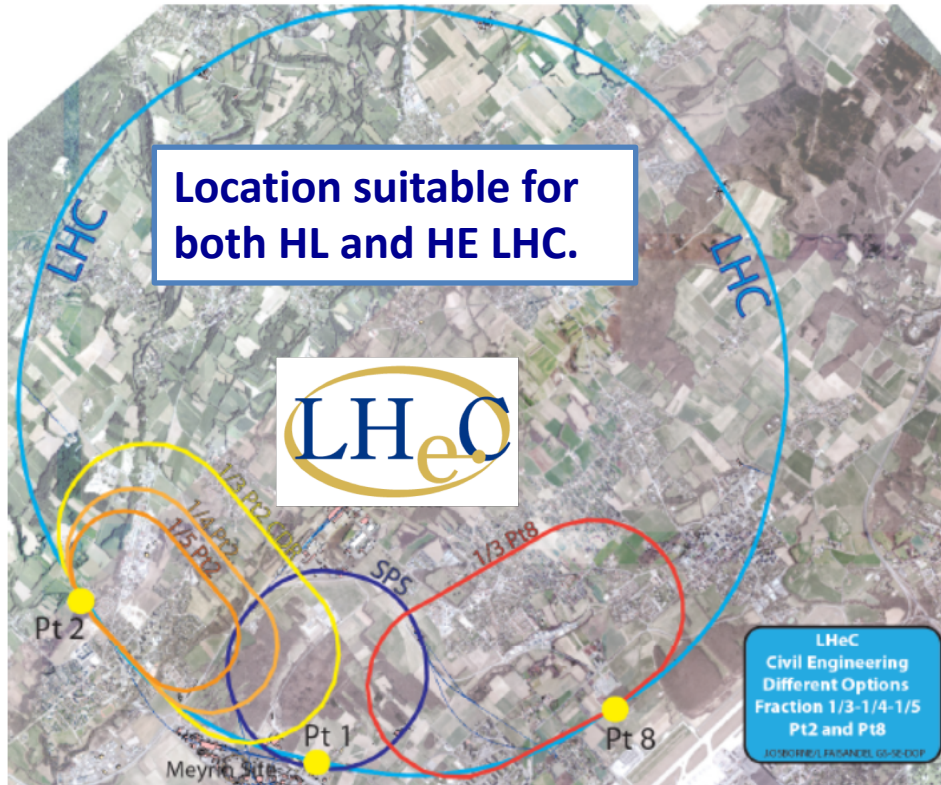 Location suitable for
both HL and HE LHC.
LHC
LHC
LHeC
1/3 Pt2
1/4 Pt2
1/5 Pt2
SPS
1/3 Pt8
Pt 2
Pt 1
Pt 8
Meyrin Site
LHeC
Civil Engineering
Different Options
Fraction 1/3-1/4-1/5
Pt2 and Pt8